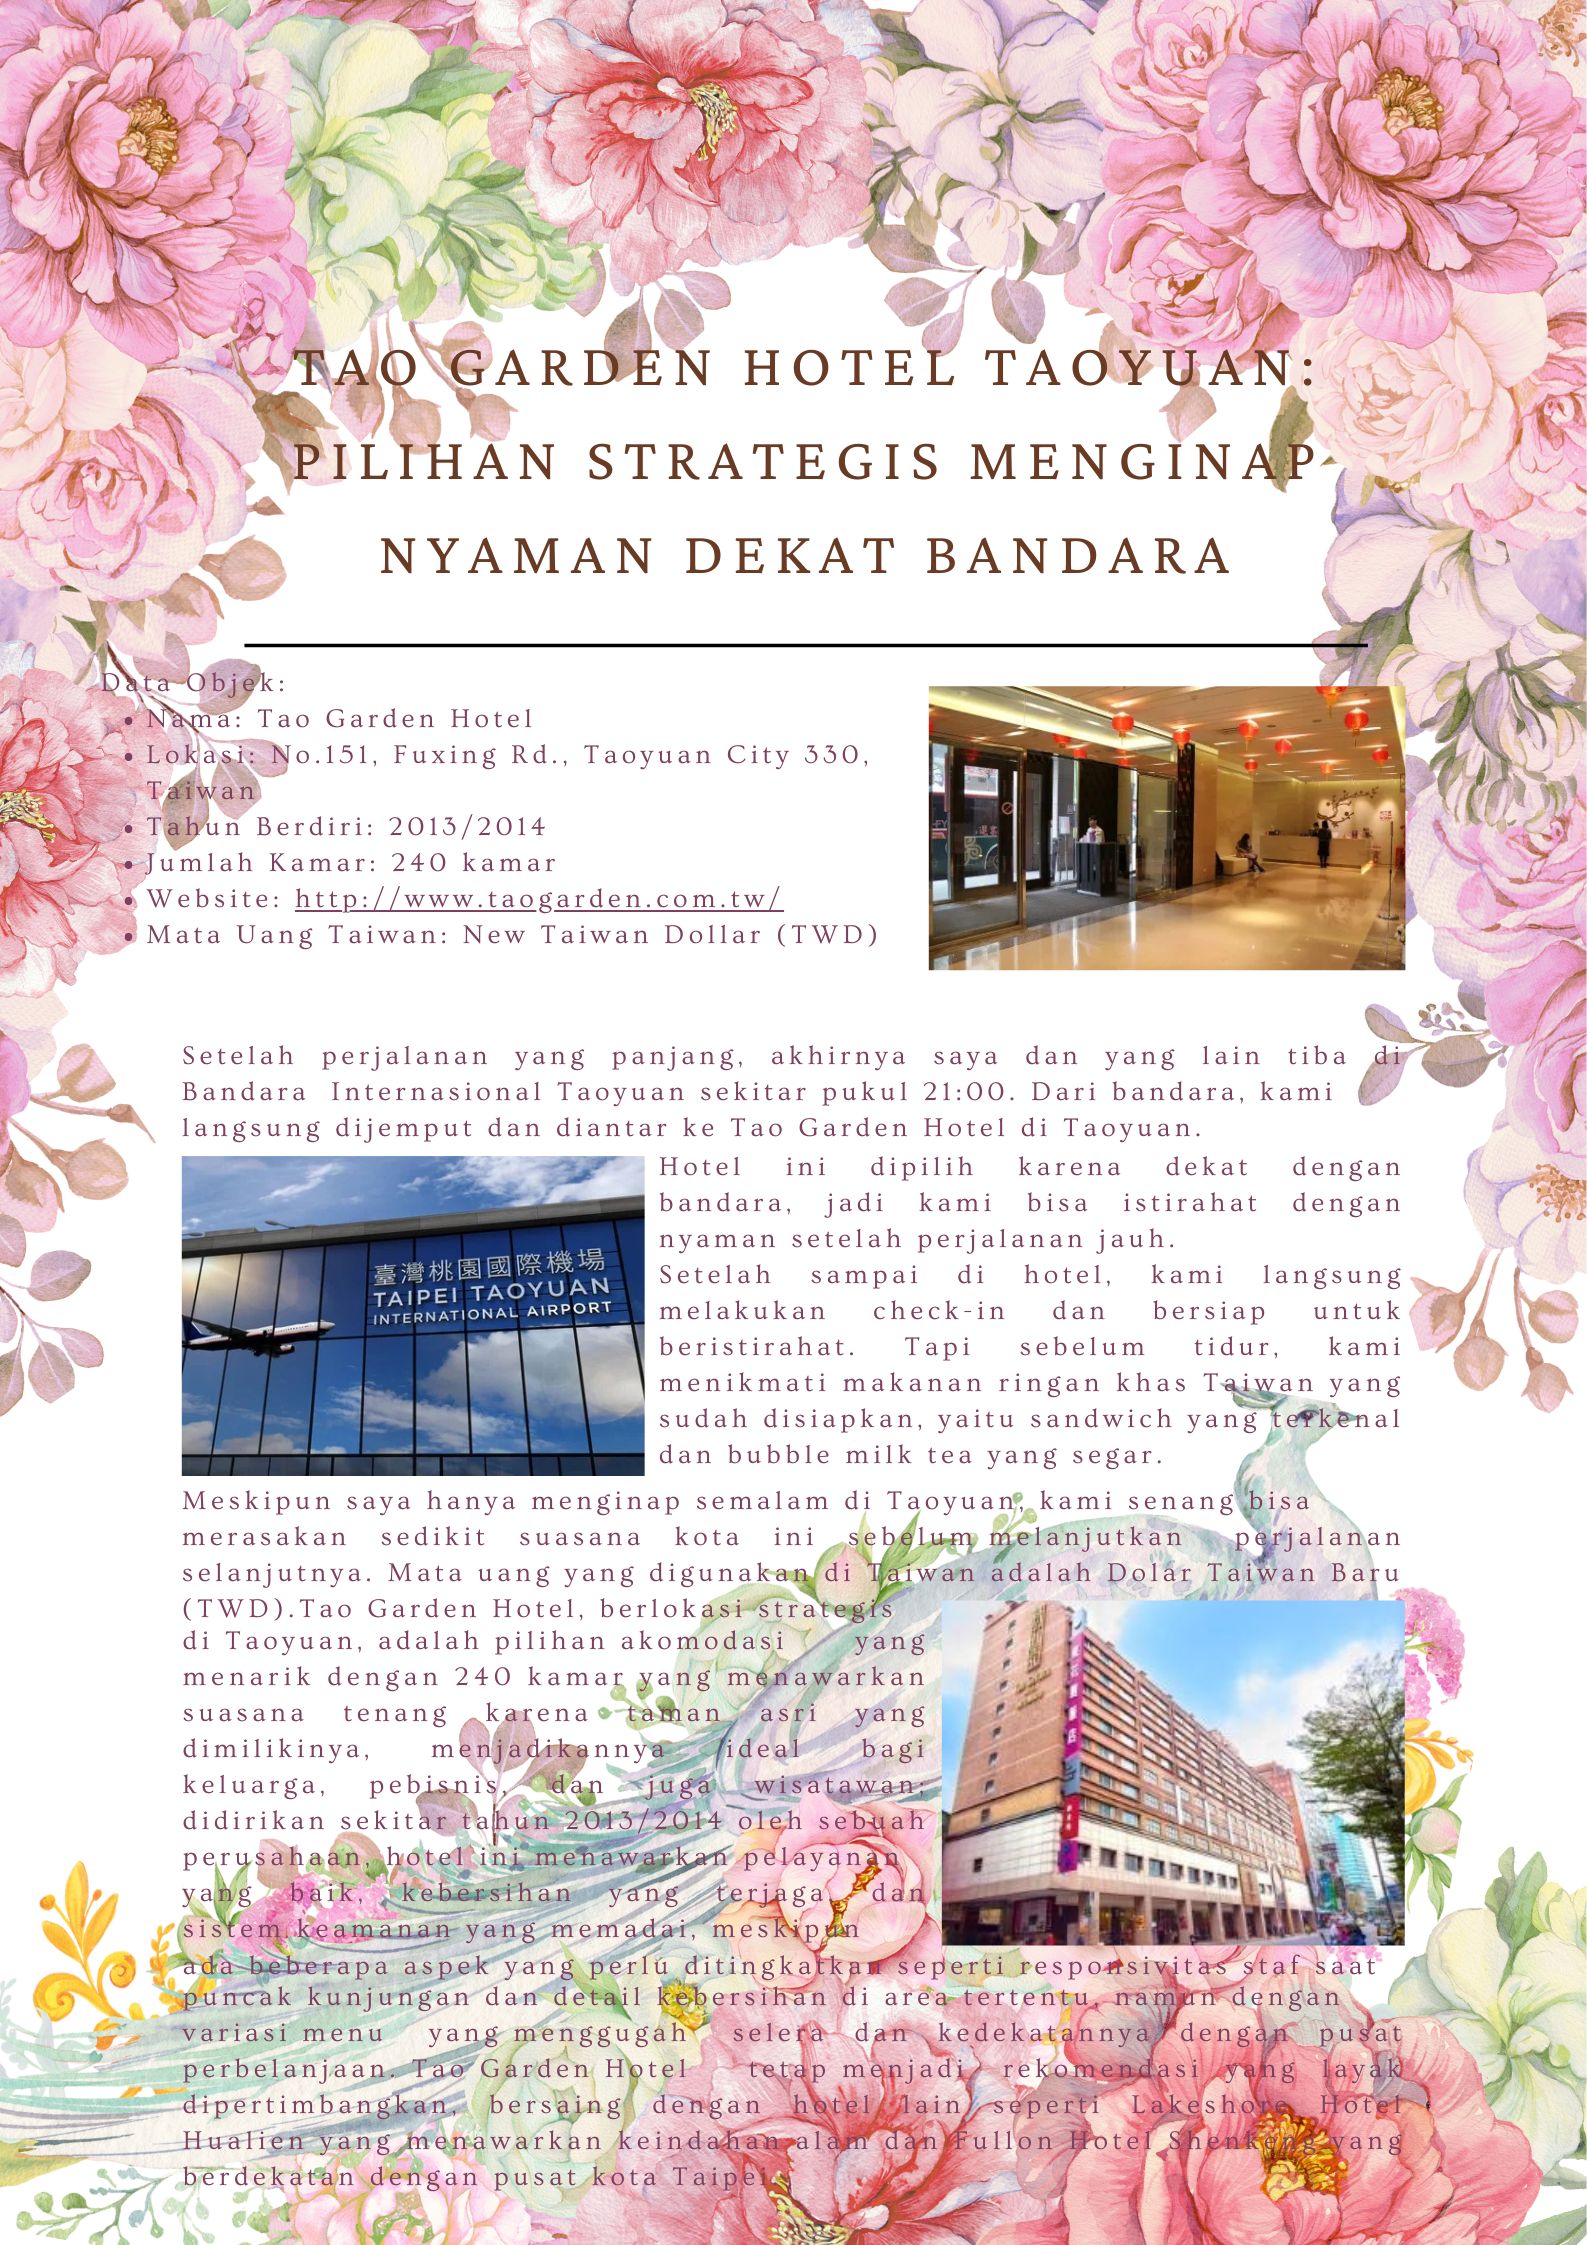 TAO GARDEN HOTEL TAOYUAN:
PILIHAN STRATEGIS MENGINAP
NYAMAN DEKAT BANDARA
Data Objek:
• Nama: Tao Garden Hotel
• Lokasi: No.151, Fuxing Rd., Taoyuan City 330,
Taiwan
• Tahun Berdiri: 2013/2014
• Jumlah Kamar: 240 kamar
• Website: http://www.taogarden.com.tw/
• Mata Uang Taiwan: New Taiwan Dollar (TWD)
Setelah perjalanan yang panjang, akhirnya saya dan yang lain tiba di
Bandara Internasional Taoyuan sekitar pukul 21:00. Dari bandara, kami
langsung dijemput dan diantar ke Tao Garden Hotel di Taoyuan.
臺灣桃園國際機場
TAIPEI TAOYUAN
INTERNATIONAL AIRPORT
Hotel ini dipilih karena dekat dengan
bandara, jadi kami bisa istirahat dengan
nyaman setelah perjalanan jauh.
Setelah sampai di hotel, kami langsung
melakukan check-in dan bersiap untuk
beristirahat. Tapi sebelum tidur, kami
menikmati makanan ringan khas Taiwan yang
sudah disiapkan, yaitu sandwich yang terkenal
dan bubble milk tea yang segar.
Meskipun saya hanya menginap semalam di Taoyuan, kami senang bisa
merasakan sedikit suasana kota ini sebelum melanjutkan perjalanan
selanjutnya. Mata uang yang digunakan di Taiwan adalah Dolar Taiwan Baru
(TWD).Tao Garden Hotel, berlokasi strategis
di Taoyuan, adalah pilihan akomodasi yang
menarik dengan 240 kamar yang menawarkan
suasana tenang karena taman asri yang
dimilikinya, menjadikannya ideal bagi
keluarga, pebisnis, dan juga wisatawan;
didirikan sekitar tahun 2013/2014 oleh sebuah
perusahaan, hotel ini menawarkan pelayanan
yang baik, kebersihan yang terjaga, dan
sistem keamanan yang memadai, meskipun
ada beberapa aspek yang perlu ditingkatkan seperti responsivitas staf saat
puncak kunjungan dan detail kebersihan di area tertentu, namun dengan
variasi menu yang menggugah selera dan kedekatannya dengan pusat
perbelanjaan. Tao Garden Hotel tetap menjadi rekomendasi yang layak
dipertimbangkan, bersaing dengan hotel lain seperti Lakeshore Hotel
Hualien yang menawarkan keindahan alam dan Fullon Hotel Shenkeng yang
berdekatan dengan pusat kota Taipei.